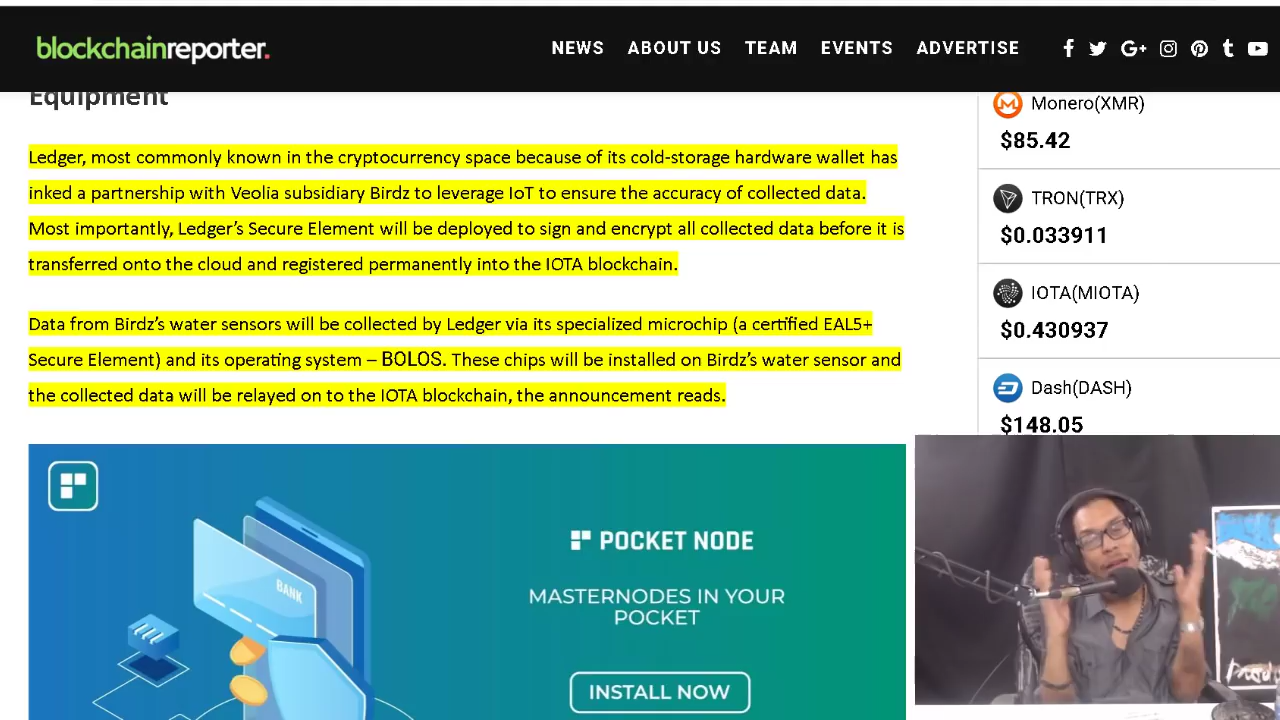 blockchainreporter.
NEWS ABOUT US TEAM EVENTS ADVERTISE
Equipment
Ledger, most commonly known in the cryptocurrency space because of its cold-storage hardware wallet has
inked a partnership with Veolia subsidiary Birdz to leverage IoT to ensure the accuracy of collected data.
Most importantly, Ledger's Secure Element will be deployed to sign and encrypt all collected data before it is
transferred onto the cloud and registered permanently into the IOTA blockchain.
Data from Birdz's water sensors will be collected by Ledger via its specialized microchip (a certified EAL5+
Secure Element) and its operating system – BOLOS. These chips will be installed on Birdz's water sensor and
the collected data will be relayed on to the IOTA blockchain, the announcement reads.
Monero(XMR)
$85.42
TRON(TRX)
$0.033911
IOTA(MIOTA)
$0.430937
Dash(DASH)
$148.05
BANK
POCKET NODE
MASTERNODES IN YOUR
POCKET
INSTALL NOW